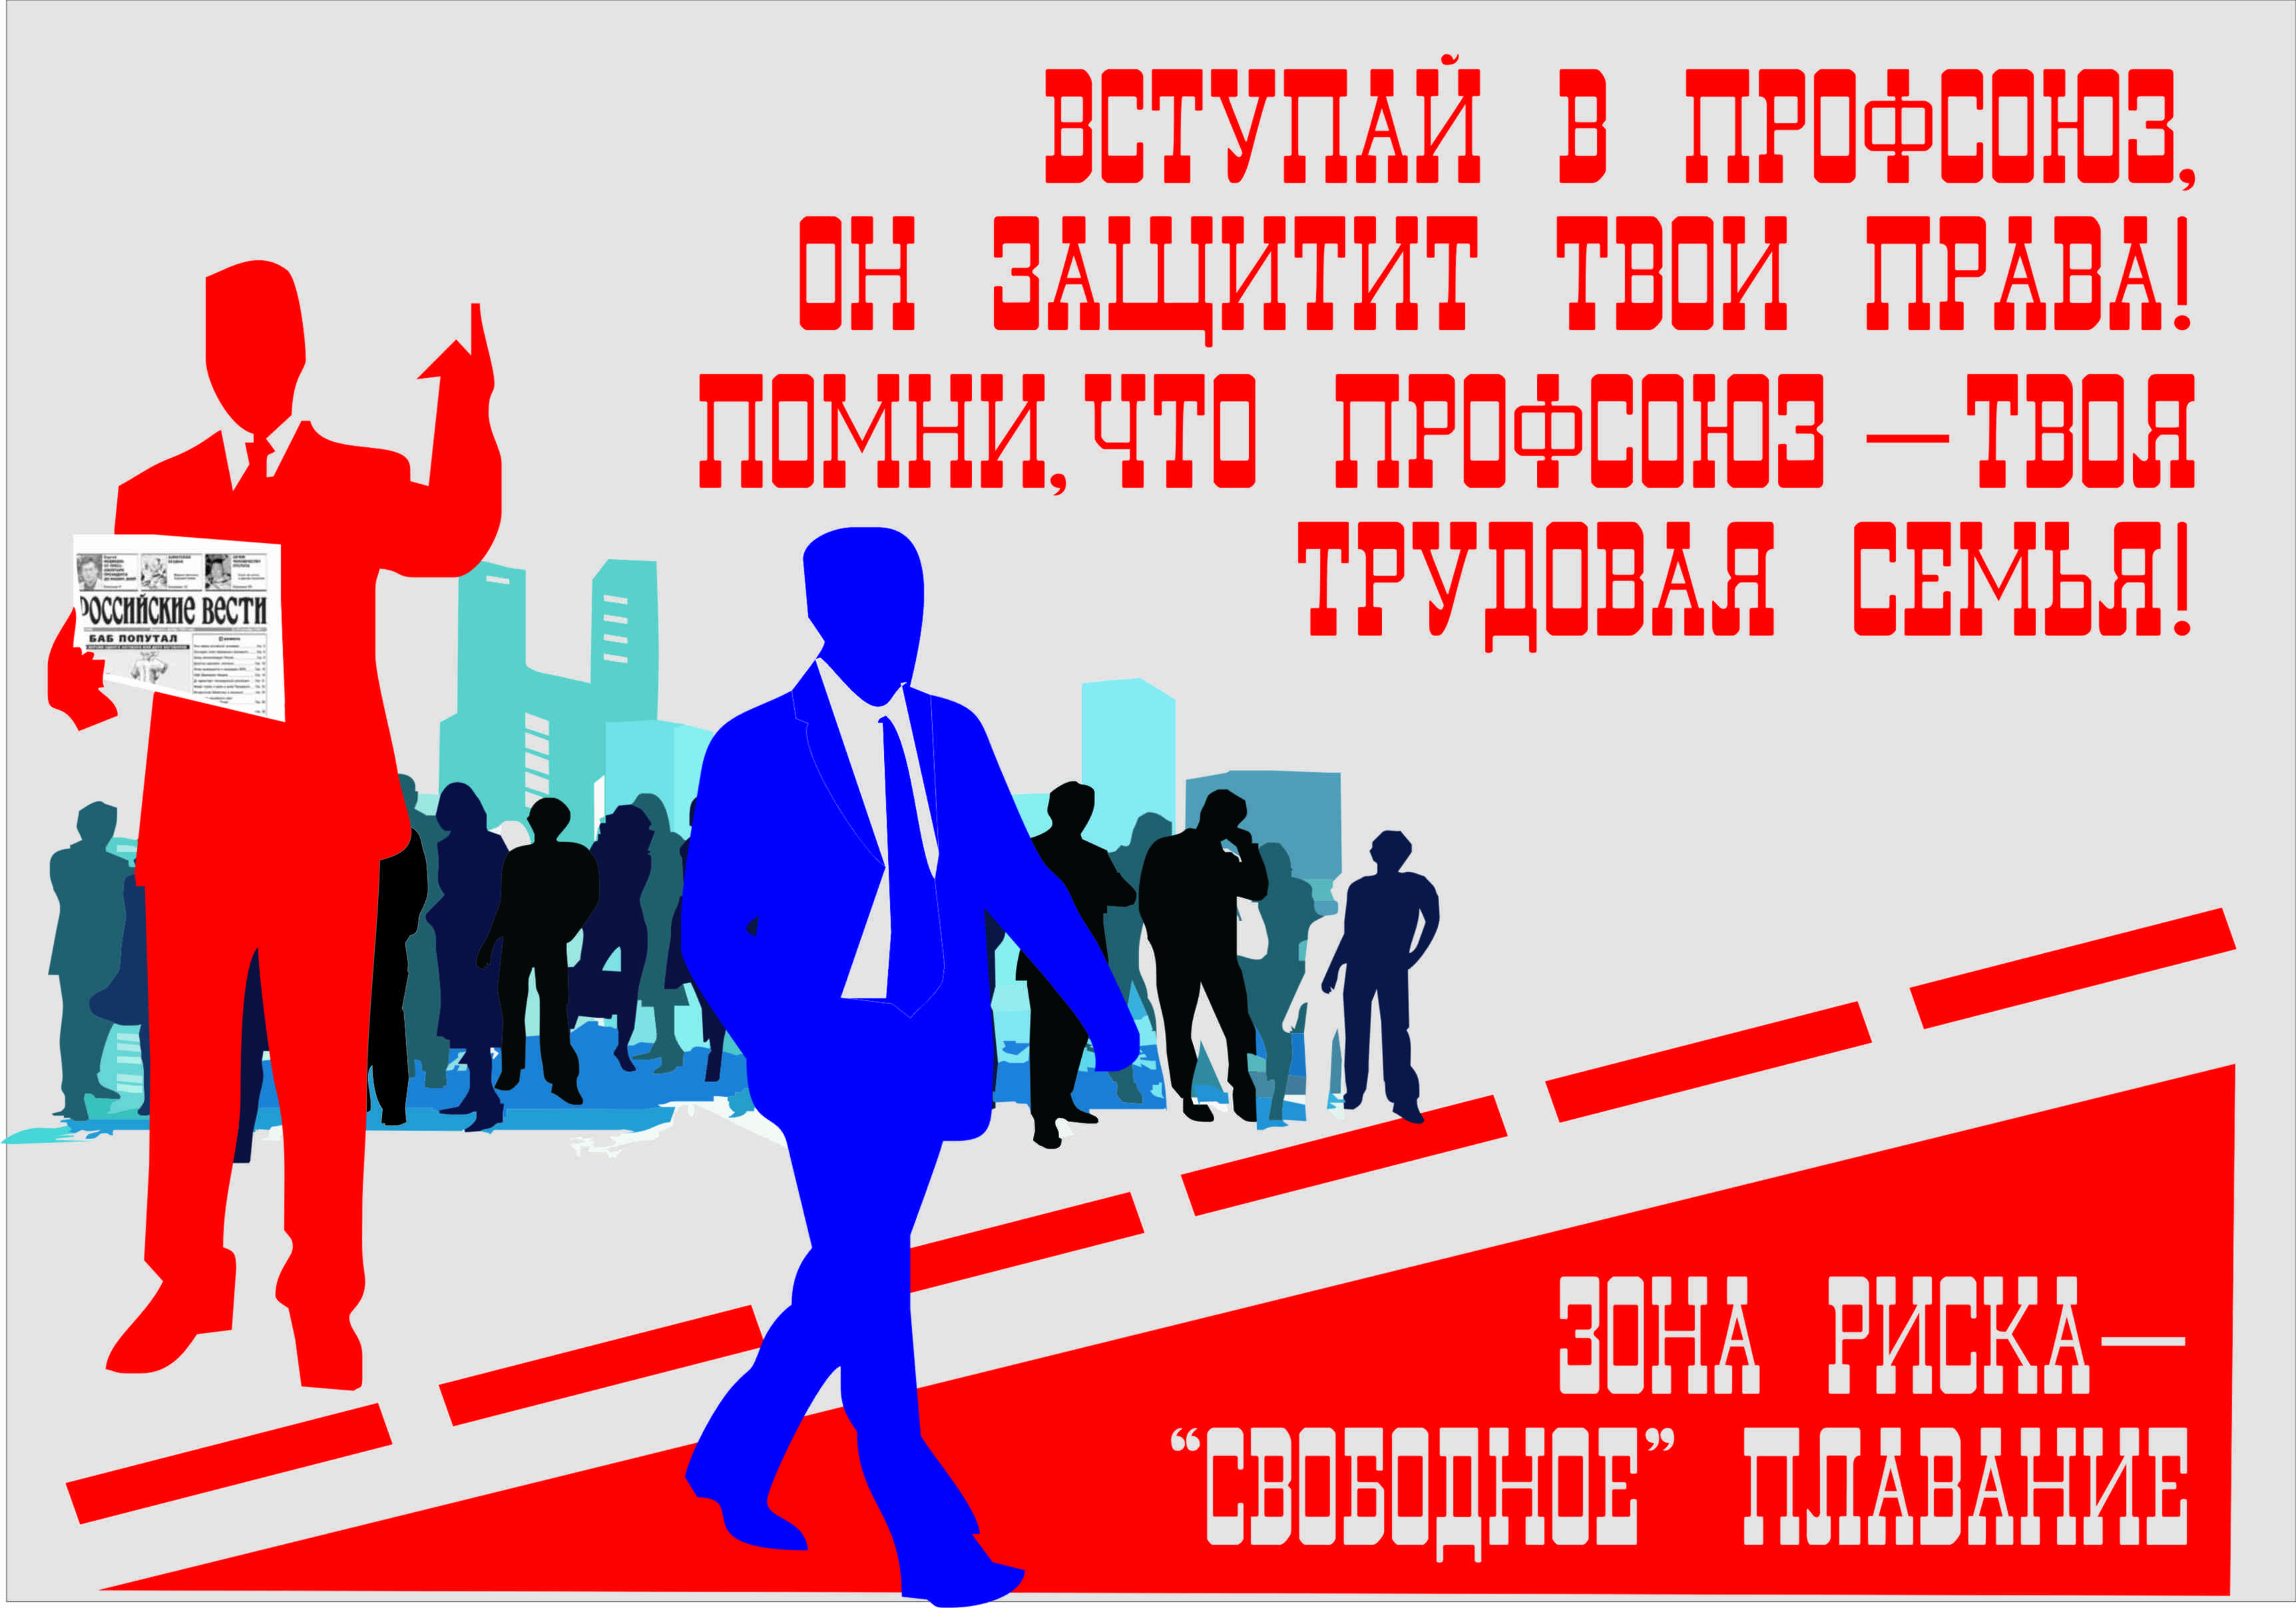 ВСТУПАЙ В ПРОФСОЮЗ,
ОН ЗАЩИТИТ ТВОИ ПРАВА!
ПОМНИ, ЧТО ПРОФСОЮЗ —ТВОЯ
ТРУДОВАЯ СЕМЬЯ!
РОССИЙСКИЕ ВЕСТИ
БАБ ПОПУТАЛ
ЗОНА РИСКА—
“СВОБОДНОЕ” ПЛАВАНИЕ